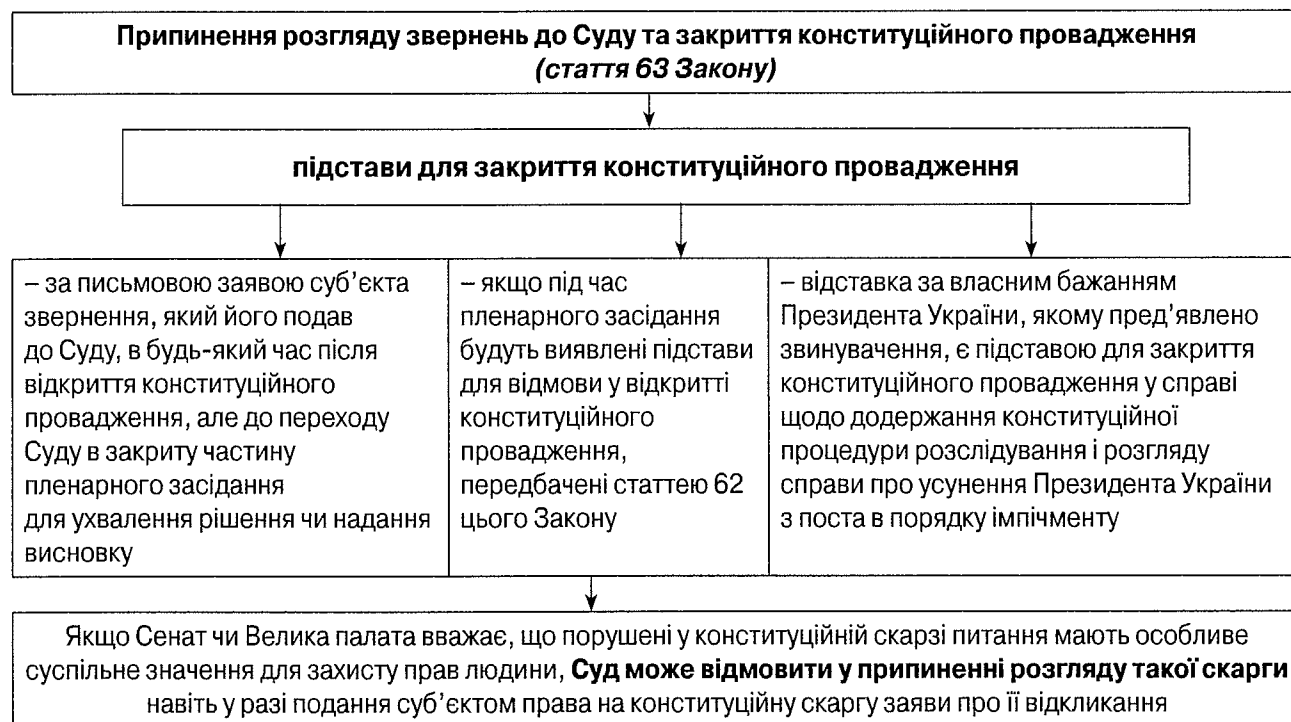 Припинення розгляду звернень до Суду та закриття конституційного провадження
(стаття 63 Закону)
підстави для закриття конституційного провадження
– за письмовою заявою суб’єкта
звернення, який його подав
до Суду, в будь-який час після
відкриття конституційного
провадження, але до переходу
Суду в закриту частину
пленарного засідання
для ухвалення рішення чи надання
висновку
– якщо під час
пленарного засідання
будуть виявлені підстави
для відмови у відкритті
конституційного
провадження,
передбачені статтею 62
цього Закону
– відставка за власним бажанням
Президента України, якому пред’явлено
звинувачення, є підставою для закриття
конституційного провадження у справі
щодо додержання конституційної
процедури розслідування і розгляду
справи про усунення Президента України
з поста в порядку імпічменту
Якщо Сенат чи Велика палата вважає, що порушені у конституційній скарзі питання мають особливе
суспільне значення для захисту прав людини, Суд може відмовити у припиненні розгляду такої скарги
навіть у разі подання суб’єктом права на конституційну скаргу заяви про її відкликання